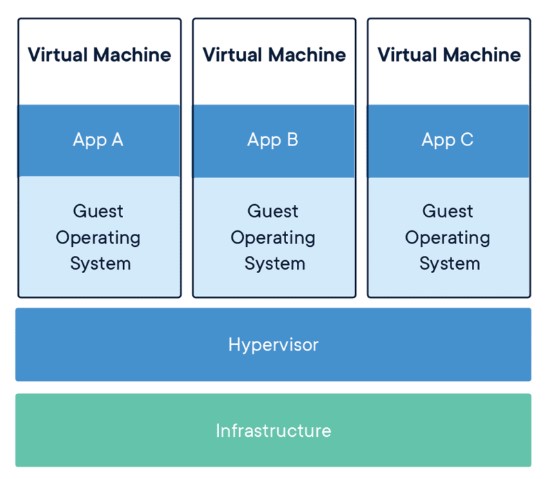 Virtual Machine
Virtual Machine
Virtual Machine
App A
App B
App C
Guest
Operating
System
Guest
Operating
System
Guest
Operating
System
Hypervisor
Infrastructure